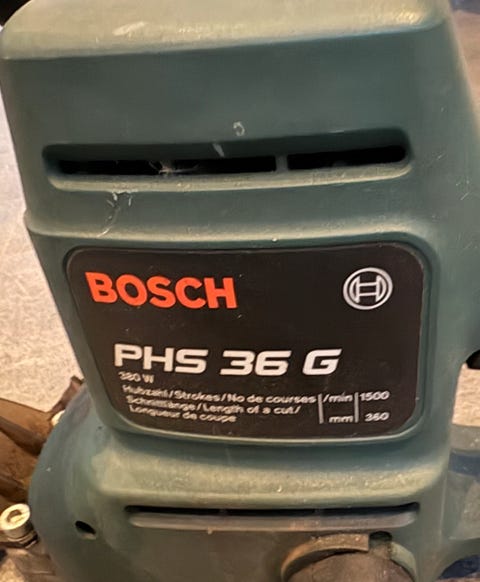 BOSCH
PHS 36 G
380 W
Hubzahl/Strokes/No de courses /min 1500
Schnittlänge/Length of a cut/
Longueur de coupe mm 360